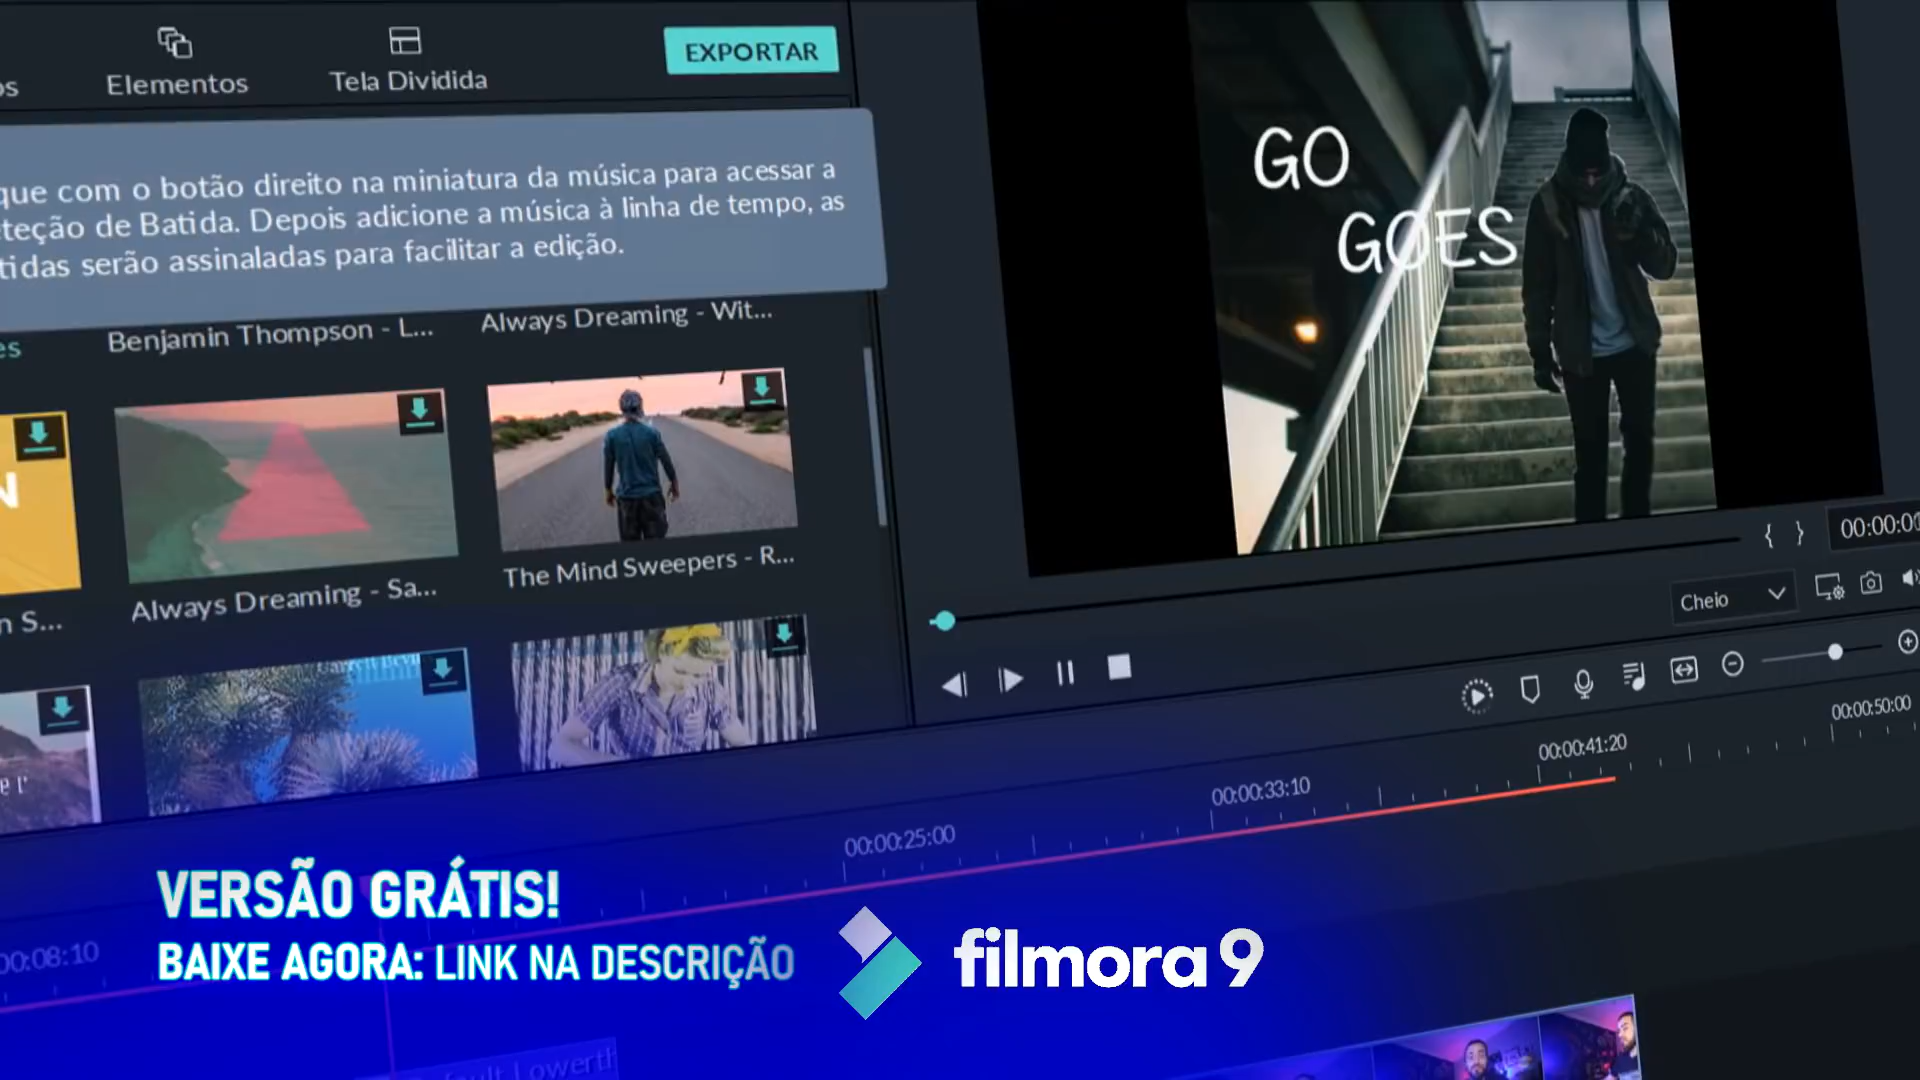 Elementos
Tela Dividida
EXPORTAR
que com o botão direito na miniatura da música para acessar a
teção de Batida. Depois adicione a música à linha de tempo, as
tidas serão assinaladas para facilitar a edição.
Benjamin Thompson - L...
Always Dreaming - Wit...
Always Dreaming - Sa...
The Mind Sweepers - R...
n S...
GO
GOES
Cheio
00:00:50:00
00:00:41:20
00:00:33:10
00:00:25:00
00:08:10
VERSÃO GRÁTIS!
BAIXE AGORA: LINK NA DESCRIÇÃO
filmora 9